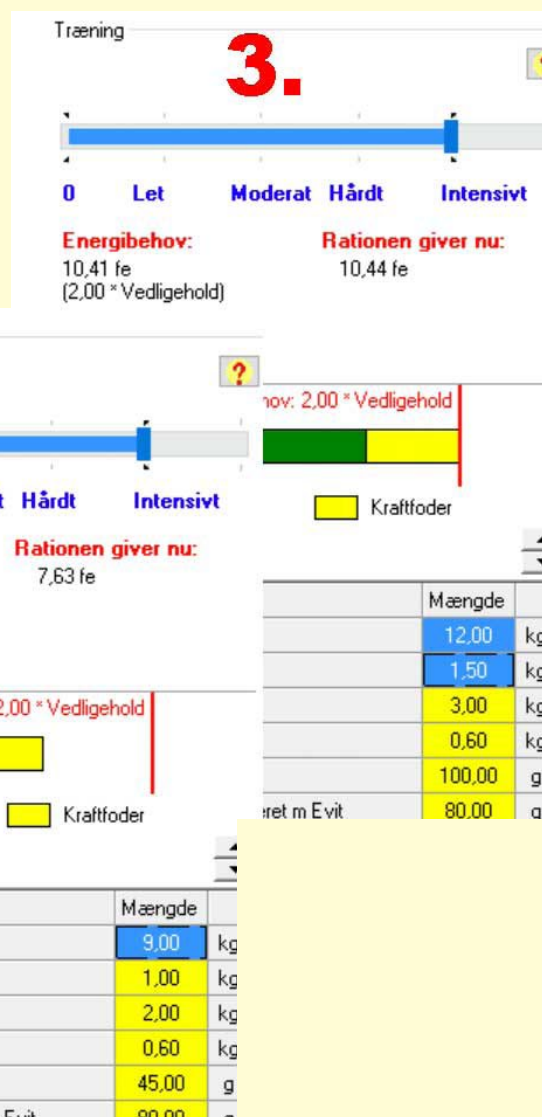 Træning
3.
0 Let Moderat Hårdt Intensivt
Energibehov: Rationen giver nu:
10,41 fe 10,44 fe
(2,00 * Vedligehold)
?
Hårdt Intensivt
Rationen giver nu:
7,63 fe
2,00 * Vedligehold
Kraftfoder
Mængde
9,00 kg
1,00 kg
2,00 kg
0,60 kg
45,00 g
Evit
hov: 2,00 * Vedligehold
Kraftfoder
Mængde
12,00 kg
1,50 kg
3,00 kg
0,60 kg
100,00 g
eret m Evit 80,00 g